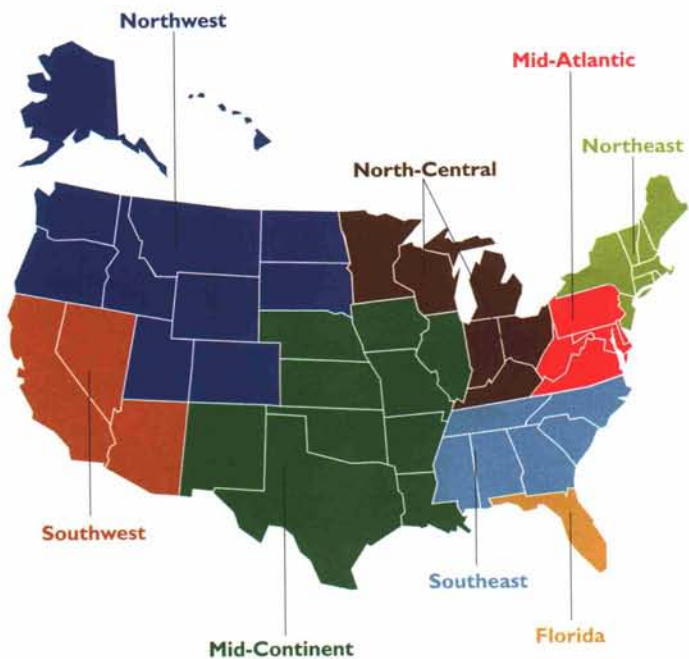 Northwest
Mid-Atlantic
Northeast
North-Central
Southwest
Southeast
Florida
Mid-Continent